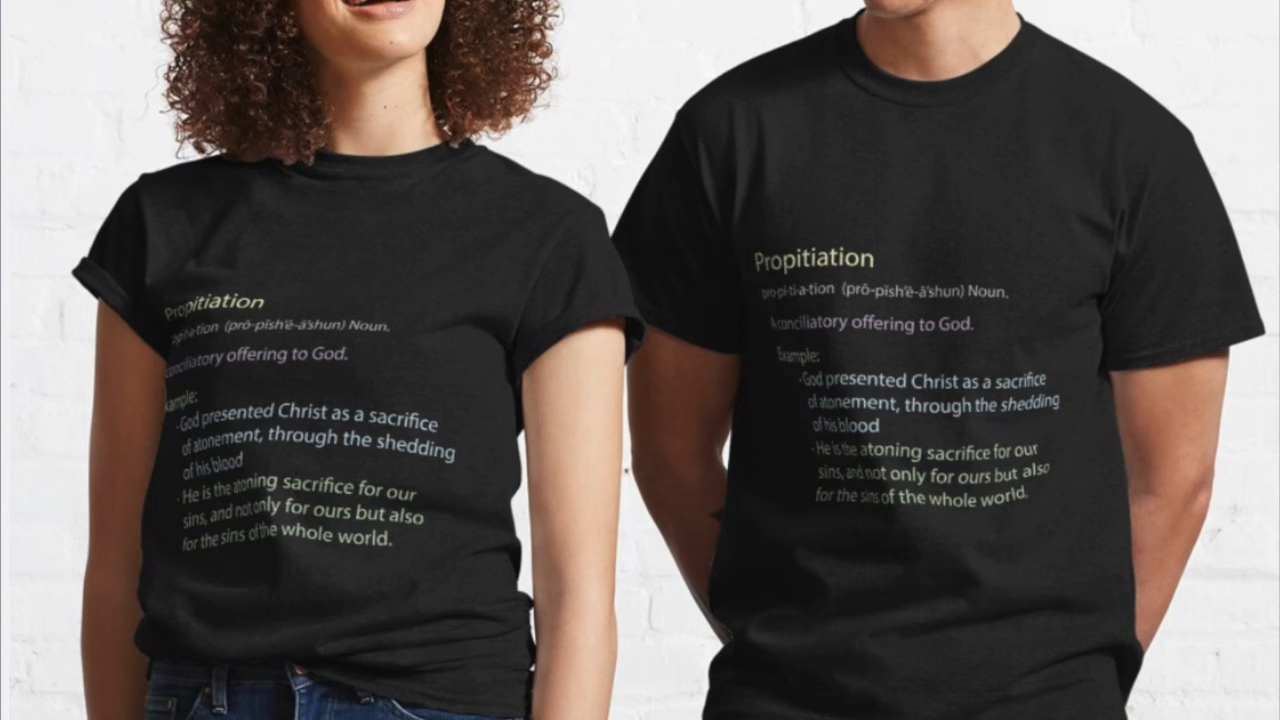 Propitiation
(prō-pĭsh'ē-ā'shun) Noun.
offering to God.
-God presented Christ as a sacrifice
of atonement, through the shedding
of his blood
- He is the atoning sacrifice for our
sins, and not only for ours but also
for the sins of the whole world.
Propitiation
pro·pi·ti·a·tion (prō-pĭsh'ē-ā'shun) Noun.
A conciliatory offering to God.
Example:
-God presented Christ as a sacrifice
of atonement, through the shedding
of his blood
-He is the atoning sacrifice for our
sins, and not only for ours but also
for the sins of the whole world.